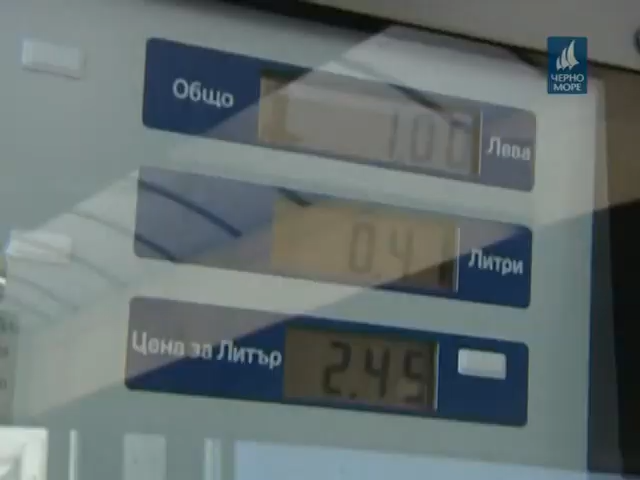 ЧЕРНО
МОРЕ
Общо 1.00 Лева
0.41 Литри
Цена за Литър 2.45